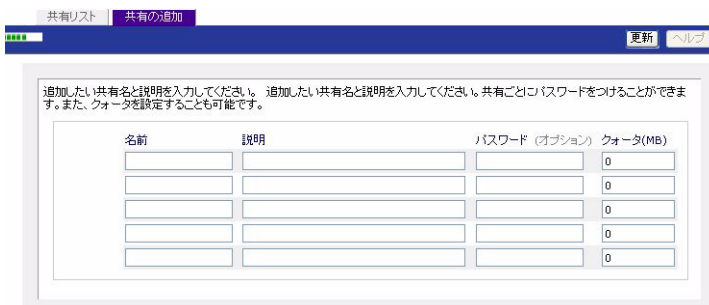 共有リスト 共有の追加
更新 ヘルプ
追加したい共有名と説明を入力してください。 追加したい共有名と説明を入力してください。共有ごとにパスワードをつけることができま
す。また、クォータを設定することも可能です。
名前 説明 パスワード (オプション) クォータ(MB)
0
0
0
0
0